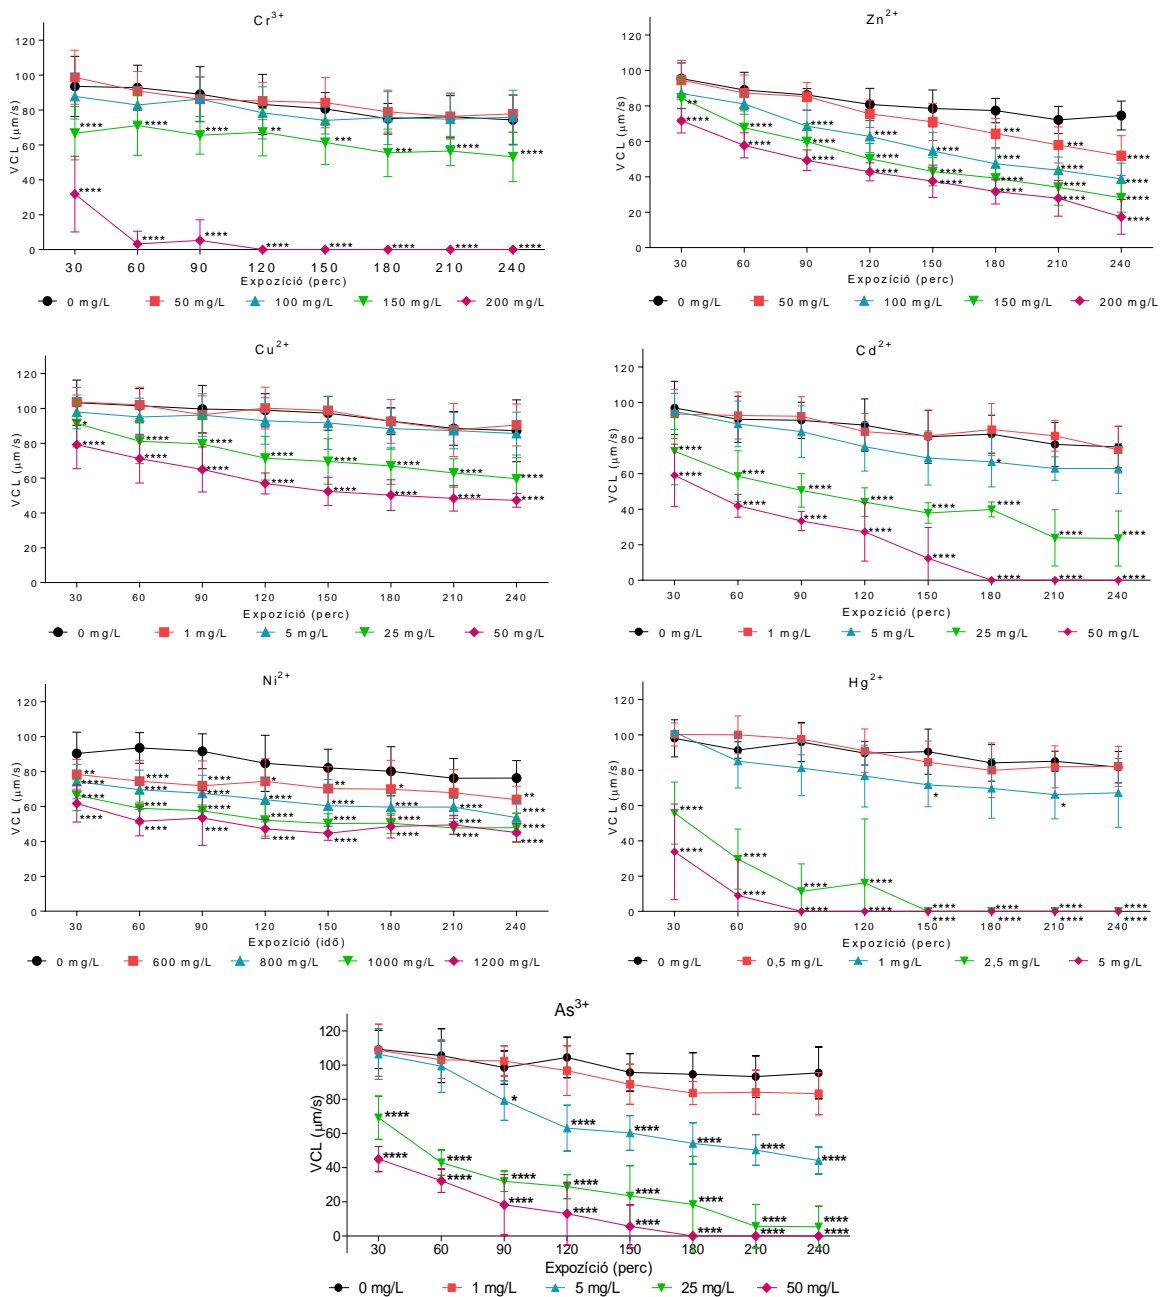 Cr³⁺
VCL (µm/s)
120
100
80
60
40
20
0
**** **** **** ** *** *** **** ****
**** **** **** **** **** **** **** ****
30 60 90 120 150 180 210 240
Expozíció (perc)
0 mg/L 50 mg/L 100 mg/L 150 mg/L 200 mg/L
Zn²⁺
VCL (µm/s)
120
100
80
60
40
20
0
*** *** ****
**** **** **** **** **** ****
** **** **** **** **** **** **** ****
**** **** **** **** **** **** **** ****
30 60 90 120 150 180 210 240
Expozíció (perc)
0 mg/L 50 mg/L 100 mg/L 150 mg/L 200 mg/L
Cu²⁺
VCL (µm/s)
120
100
80
60
40
20
0
* **** **** **** **** **** **** ****
**** **** **** **** **** **** **** ****
30 60 90 120 150 180 210 240
Expozíció (perc)
0 mg/L 1 mg/L 5 mg/L 25 mg/L 50 mg/L
Cd²⁺
VCL (µm/s)
120
100
80
60
40
20
0
*
**** **** **** **** **** **** **** ****
**** **** **** **** **** **** **** ****
30 60 90 120 150 180 210 240
Expozíció (perc)
0 mg/L 1 mg/L 5 mg/L 25 mg/L 50 mg/L
Ni²⁺
VCL (µm/s)
120
100
80
60
40
20
0
** **** **** * ** * **
**** **** **** **** **** **** **** ****
**** **** **** **** **** **** **** ****
**** **** **** **** **** **** **** ****
30 60 90 120 150 180 210 240
Expozíció (idő)
0 mg/L 600 mg/L 800 mg/L 1000 mg/L 1200 mg/L
Hg²⁺
VCL (µm/s)
120
100
80
60
40
20
0
* *
**** **** **** **** **** **** **** ****
**** **** **** **** **** **** **** ****
30 60 90 120 150 180 210 240
Expozíció (perc)
0 mg/L 0,5 mg/L 1 mg/L 2,5 mg/L 5 mg/L
As³⁺
VCL (µm/s)
120
100
80
60
40
20
0
* **** **** **** **** ****
**** **** **** **** **** **** **** ****
**** **** **** **** **** **** **** ****
30 60 90 120 150 180 210 240
Expozíció (perc)
0 mg/L 1 mg/L 5 mg/L 25 mg/L 50 mg/L